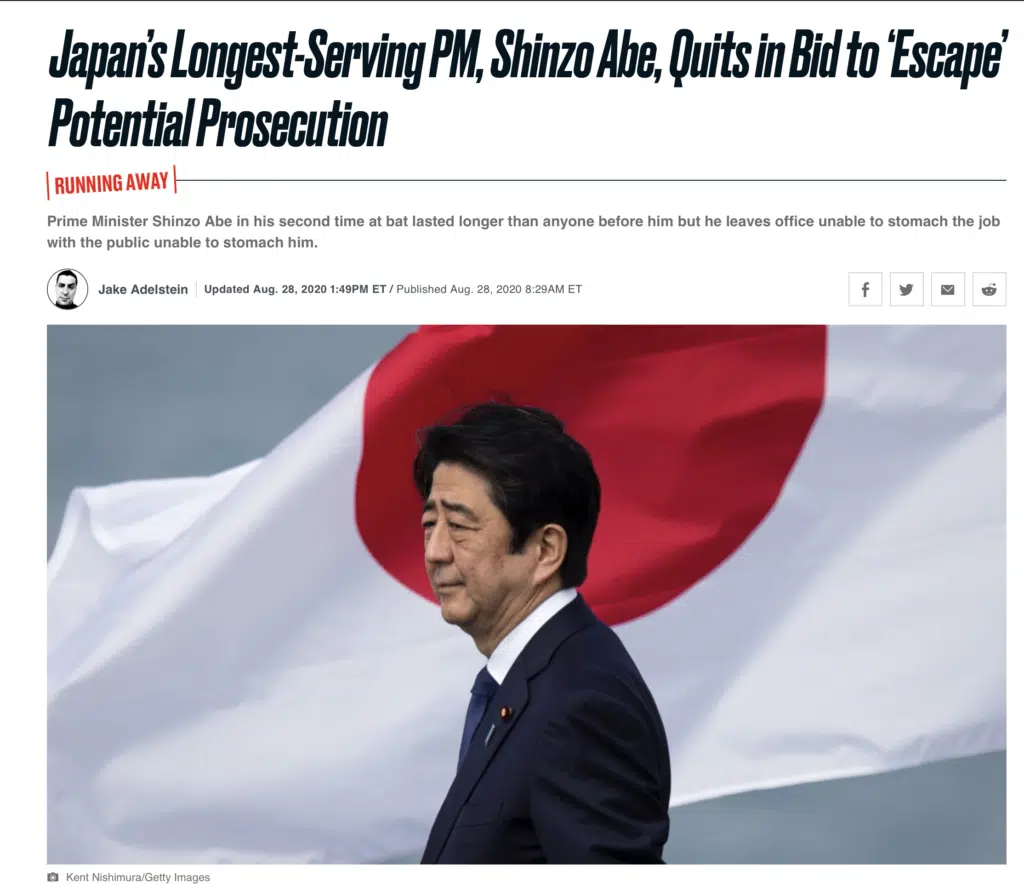 Japan’s Longest-Serving PM, Shinzo Abe, Quits in Bid to ‘Escape’
Potential Prosecution
RUNNING AWAY
Prime Minister Shinzo Abe in his second time at bat lasted longer than anyone before him but he leaves office unable to stomach the job
with the public unable to stomach him.
Jake Adelstein Updated Aug. 28, 2020 1:49PM ET / Published Aug. 28, 2020 8:29AM ET
Kent Nishimura/Getty Images